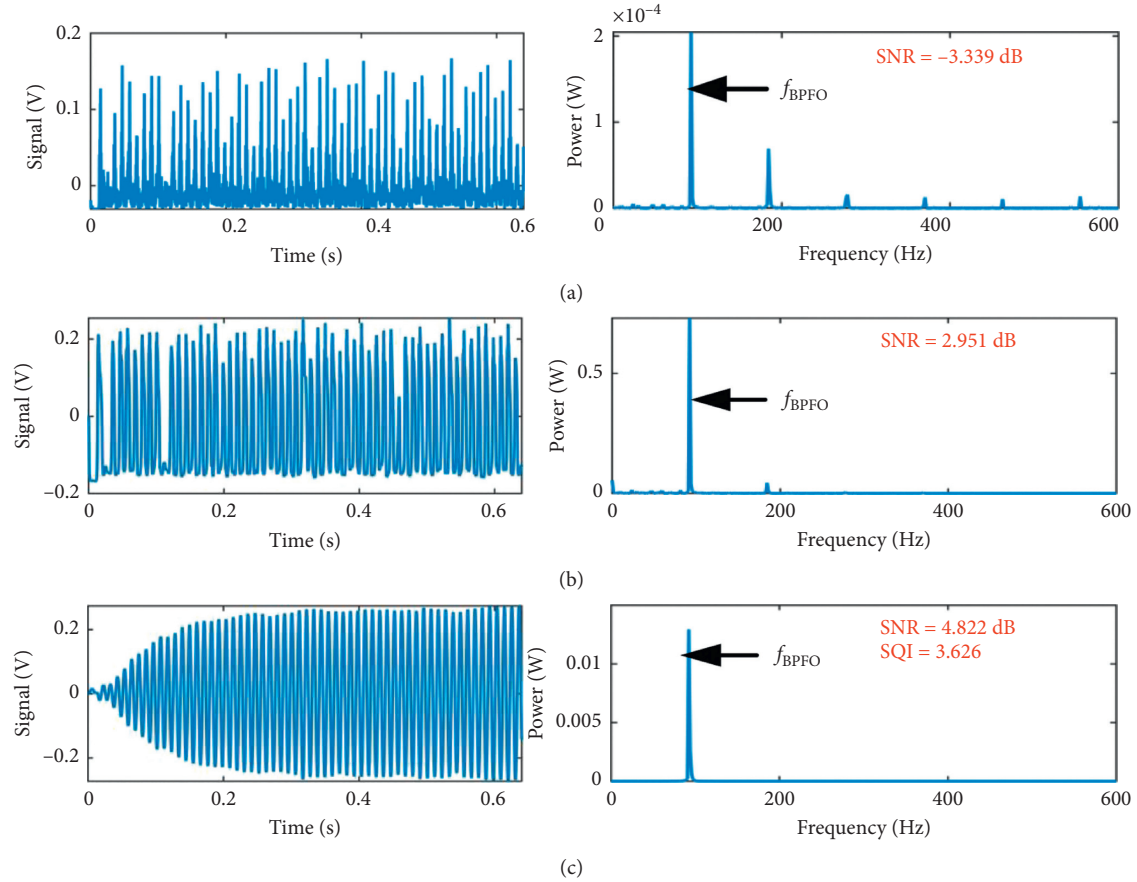 0.2
0.1
0
Signal (V)
0
0.2
0.4
0.6
Time (s)
×10⁻⁴
2
1
0
Power (W)
SNR = –3.339 dB
f_BPFO
200
400
600
Frequency (Hz)
(a)
0.2
0
–0.2
Signal (V)
0
0.2
0.4
0.6
Time (s)
0.5
0
Power (W)
SNR = 2.951 dB
f_BPFO
0
200
400
600
Frequency (Hz)
(b)
0.2
0
–0.2
Signal (V)
0
0.2
0.4
0.6
Time (s)
0.01
0.005
0
Power (W)
SNR = 4.822 dB
SQI = 3.626
f_BPFO
0
200
400
600
Frequency (Hz)
(c)